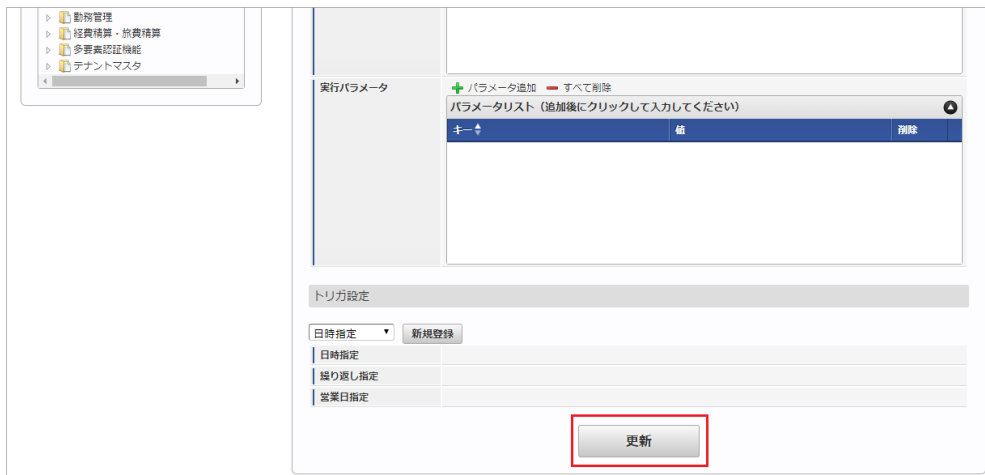 勤務管理
経費精算・旅費精算
多要素認証機能
テナントマスタ
実行パラメータ
パラメータ追加 すべて削除
パラメータリスト（追加後にクリックして入力してください）
キー 値 削除
トリガ設定
日時指定 新規登録
日時指定
繰り返し指定
営業日指定
更新